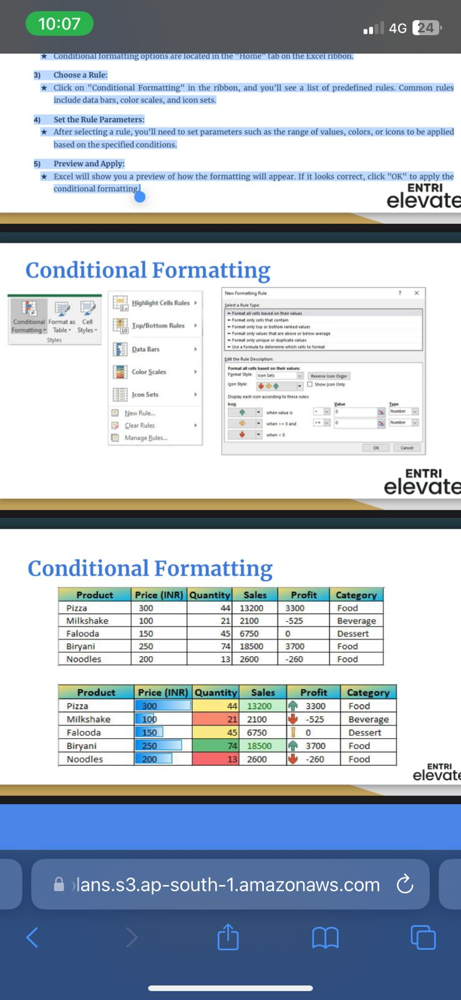 10:07
4G 24
★ Conditional formatting options are located in the "Home" tab on the Excel ribbon.
3) Choose a Rule:
★ Click on "Conditional Formatting" in the ribbon, and you'll see a list of predefined rules. Common rules
include data bars, color scales, and icon sets.
4) Set the Rule Parameters:
★ After selecting a rule, you'll need to set parameters such as the range of values, colors, or icons to be applied
based on the specified conditions.
5) Preview and Apply:
★ Excel will show you a preview of how the formatting will appear. If it looks correct, click "OK" to apply the
conditional formatting.
ENTRI
elevate
Conditional Formatting
Conditional Formatting
Format as Table
Cell Styles
Styles
Highlight Cells Rules
Top/Bottom Rules
Data Bars
Color Scales
Icon Sets
New Rule...
Clear Rules
Manage Rules...
New Formatting Rule ? X
Select a Rule Type:
Format all cells based on their values
Format only cells that contain
Format only top or bottom ranked values
Format only values that are above or below average
Format only unique or duplicate values
Use a formula to determine which cells to format
Edit the Rule Description:
Format all cells based on their values:
Format Style: Icon Sets Reverse Icon Order
Icon Style: Show Icon Only
Display each icon according to these rules:
Icon Value Type
when value is > 0 Number
when <= 0 and >= 0 Number
when < 0
OK Cancel
ENTRI
elevate
Conditional Formatting
Product Price (INR) Quantity Sales Profit Category
Pizza 300 44 13200 3300 Food
Milkshake 100 21 2100 -525 Beverage
Falooda 150 45 6750 0 Dessert
Biryani 250 74 18500 3700 Food
Noodles 200 13 2600 -260 Food
Product Price (INR) Quantity Sales Profit Category
Pizza 300 44 13200 3300 Food
Milkshake 100 21 2100 -525 Beverage
Falooda 150 45 6750 0 Dessert
Biryani 250 74 18500 3700 Food
Noodles 200 13 2600 -260 Food
ENTRI
elevate
lans.s3.ap-south-1.amazonaws.com